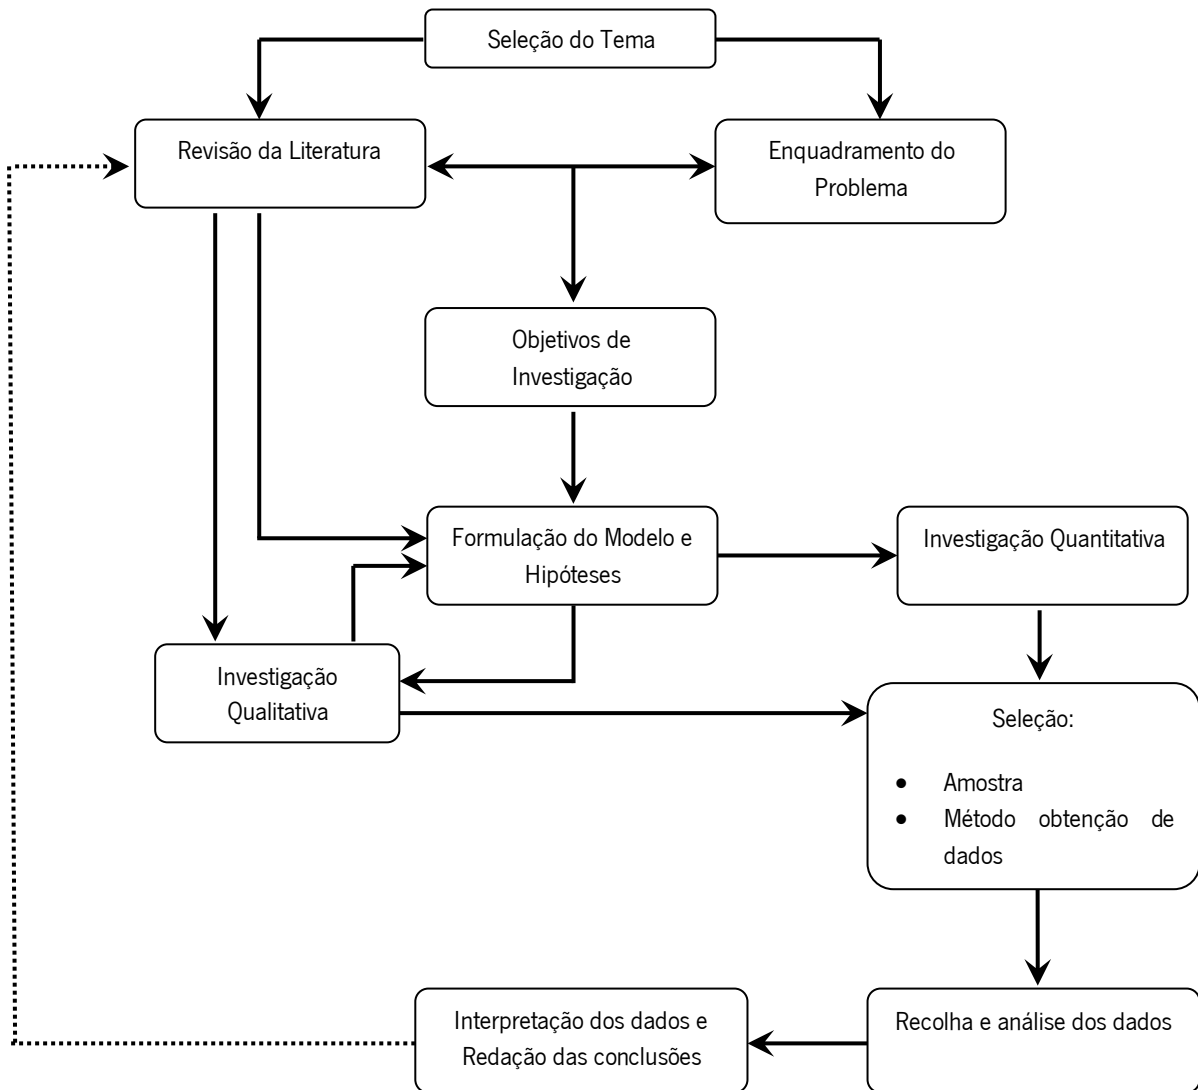 Seleção do Tema
Revisão da Literatura
Enquadramento do
Problema
Objetivos de
Investigação
Formulação do Modelo e
Hipóteses
Investigação Quantitativa
Investigação
Qualitativa
Seleção:
• Amostra
• Método obtenção de
dados
Interpretação dos dados e
Redação das conclusões
Recolha e análise dos dados